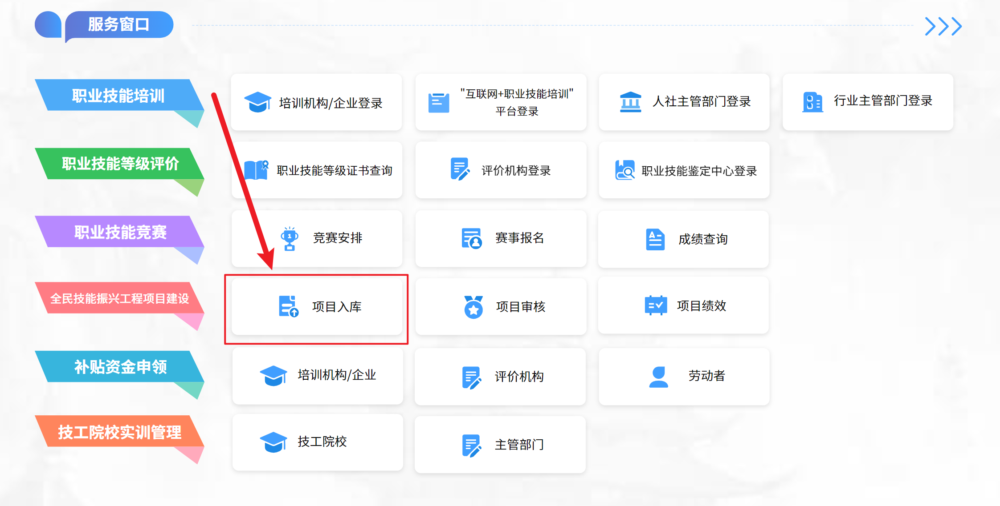 服务窗口
职业技能培训
培训机构/企业登录
"互联网+职业技能培训"
平台登录
人社主管部门登录
行业主管部门登录
职业技能等级评价
职业技能等级证书查询
评价机构登录
职业技能鉴定中心登录
职业技能竞赛
竞赛安排
赛事报名
成绩查询
全民技能振兴工程项目建设
项目入库
项目审核
项目绩效
补贴资金申领
培训机构/企业
评价机构
劳动者
技工院校实训管理
技工院校
主管部门